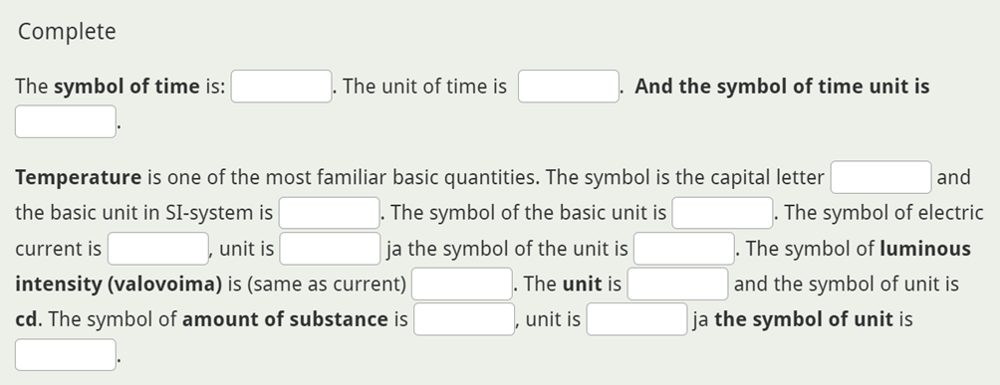 Complete
The symbol of time is: . The unit of time is . And the symbol of time unit is
.
Temperature is one of the most familiar basic quantities. The symbol is the capital letter and
the basic unit in SI-system is . The symbol of the basic unit is . The symbol of electric
current is , unit is ja the symbol of the unit is . The symbol of luminous
intensity (valovoima) is (same as current) . The unit is and the symbol of unit is
cd. The symbol of amount of substance is , unit is ja the symbol of unit is
.